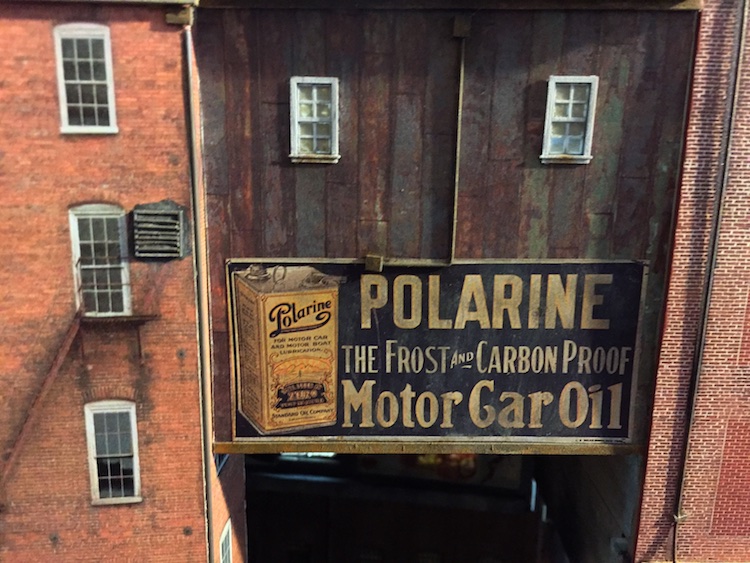 Polarine
FOR MOTOR CAR
AND MOTOR BOAT
LUBRICATION.
STANDARD OIL COMPANY
POLARINE
THE FROST AND CARBON PROOF
Motor Car Oil